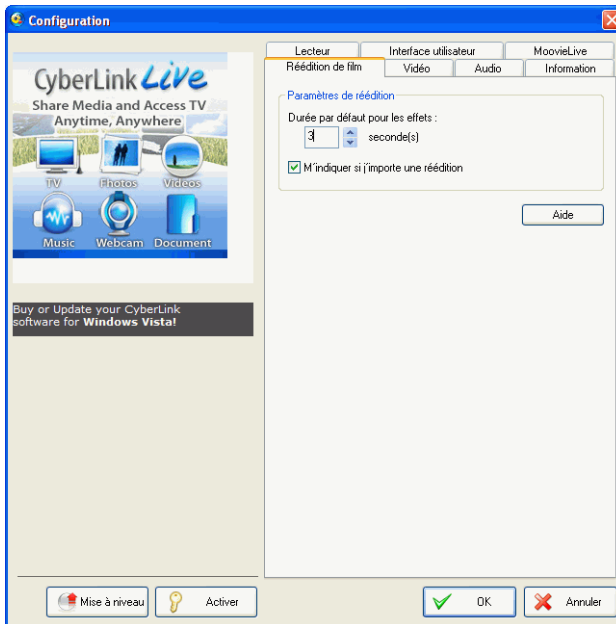 Configuration
CyberLink Live
Share Media and Access TV
Anytime, Anywhere
TV Photos Videos
Music Webcam Document
Buy or Update your CyberLink
software for Windows Vista!
Lecteur Interface utilisateur MoovieLive
Réédition de film Vidéo Audio Information
Paramètres de réédition
Durée par défaut pour les effets :
3 seconde(s)
M'indiquer si j'importe une réédition
Aide
Mise à niveau Activer OK Annuler